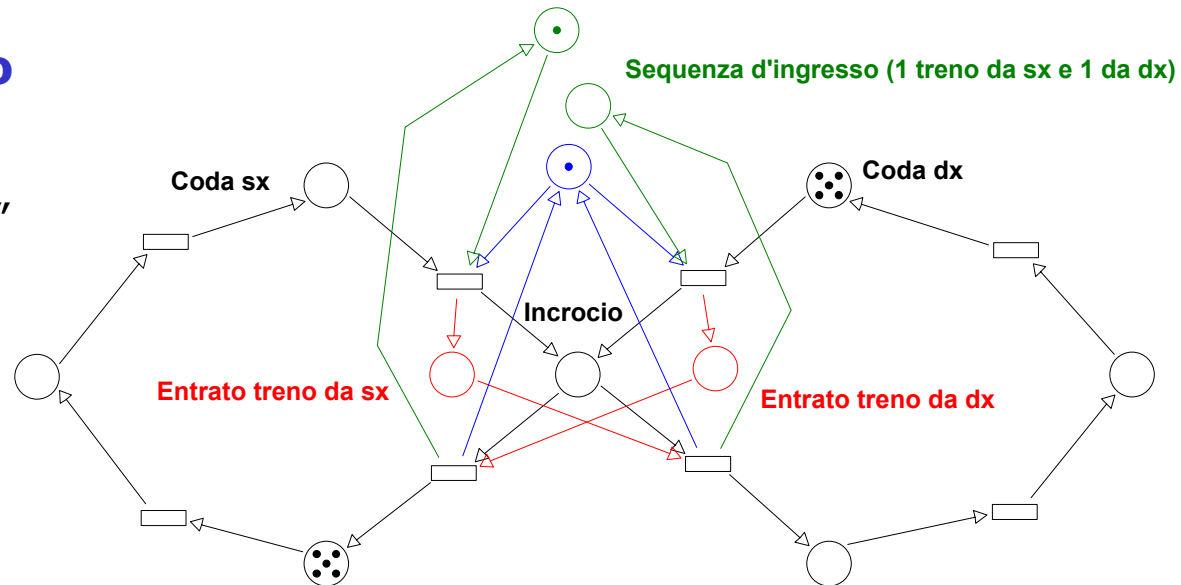 o
Sequenza d'ingresso (1 treno da sx e 1 da dx)
Coda sx
Coda dx
”
Incrocio
Entrato treno da sx
Entrato treno da dx